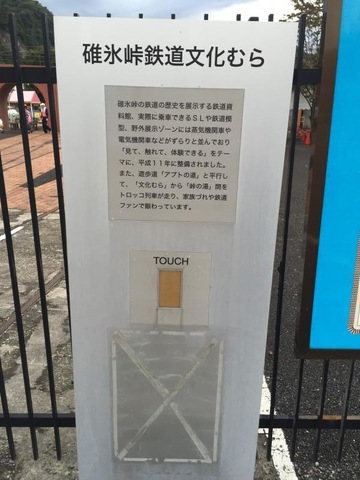 碓氷峠鉄道文化むら
碓氷峠の鉄道の歴史を展示する鉄道資
料館、実際に乗車できるSLや鉄道模
型、野外展示ゾーンには蒸気機関車や
電気機関車などがずらりと並んでおり
「見て、触れて、体験できる」をテー
マに、平成11年に整備されました。
また、遊歩道「アプトの道」と平行し
て、「文化むら」から「峠の湯」間を
トロッコ列車が走り、家族づれや鉄道
ファンで賑わっています。
TOUCH